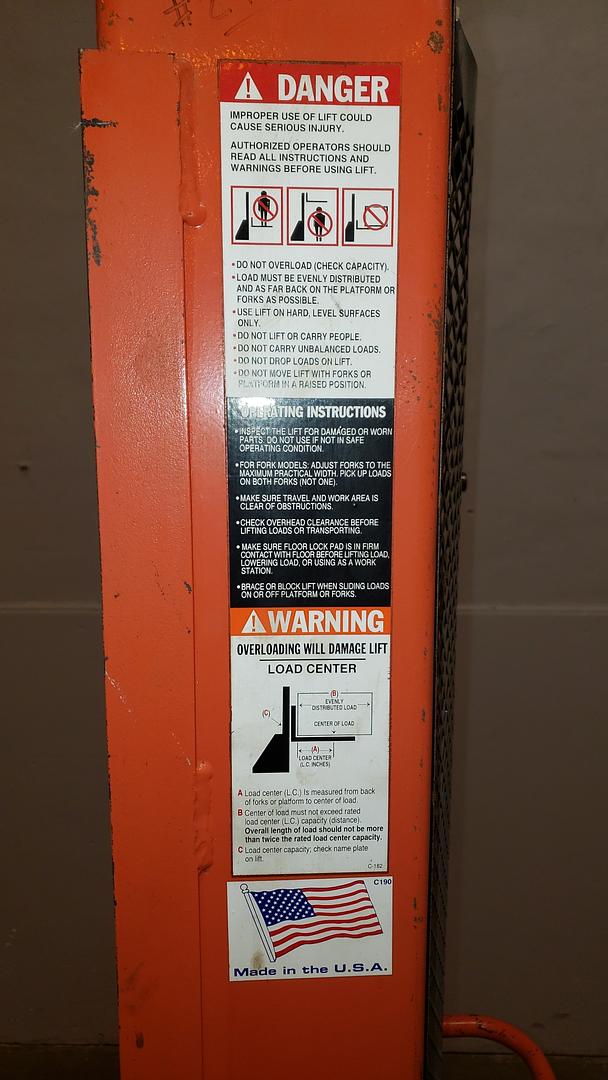 DANGER
IMPROPER USE OF LIFT COULD
CAUSE SERIOUS INJURY.
AUTHORIZED OPERATORS SHOULD
READ ALL INSTRUCTIONS AND
WARNINGS BEFORE USING LIFT.
•DO NOT OVERLOAD (CHECK CAPACITY).
•LOAD MUST BE EVENLY DISTRIBUTED
AND AS FAR BACK ON THE PLATFORM OR
FORKS AS POSSIBLE.
•USE LIFT ON HARD, LEVEL SURFACES
ONLY.
•DO NOT LIFT OR CARRY PEOPLE.
•DO NOT CARRY UNBALANCED LOADS.
•DO NOT DROP LOADS ON LIFT.
•DO NOT MOVE LIFT WITH FORKS OR
PLATFORM IN A RAISED POSITION.
OPERATING INSTRUCTIONS
•INSPECT THE LIFT FOR DAMAGED OR WORN
PARTS. DO NOT USE IF NOT IN SAFE
OPERATING CONDITION.
•FOR FORK MODELS: ADJUST FORKS TO THE
MAXIMUM PRACTICAL WIDTH. PICK UP LOADS
ON BOTH FORKS (NOT ONE).
•MAKE SURE TRAVEL AND WORK AREA IS
CLEAR OF OBSTRUCTIONS.
•CHECK OVERHEAD CLEARANCE BEFORE
LIFTING LOADS OR TRANSPORTING.
•MAKE SURE FLOOR LOCK PAD IS IN FIRM
CONTACT WITH FLOOR BEFORE LIFTING LOAD,
LOWERING LOAD, OR USING AS A WORK
STATION.
•BRACE OR BLOCK LIFT WHEN SLIDING LOADS
ON OR OFF PLATFORM OR FORKS.
WARNING
OVERLOADING WILL DAMAGE LIFT
LOAD CENTER
(B)
EVENLY
DISTRIBUTED LOAD
(C)
CENTER OF LOAD
(A)
LOAD CENTER
(L.C. INCHES)
A Load center (L.C.) Is measured from back
of forks or platform to center of load.
B Center of load must not exceed rated
load center (L.C.) capacity (distance).
Overall length of load should not be more
than twice the rated load center capacity.
C Load center capacity; check name plate
on lift.
C-182
C190
Made in the U.S.A.